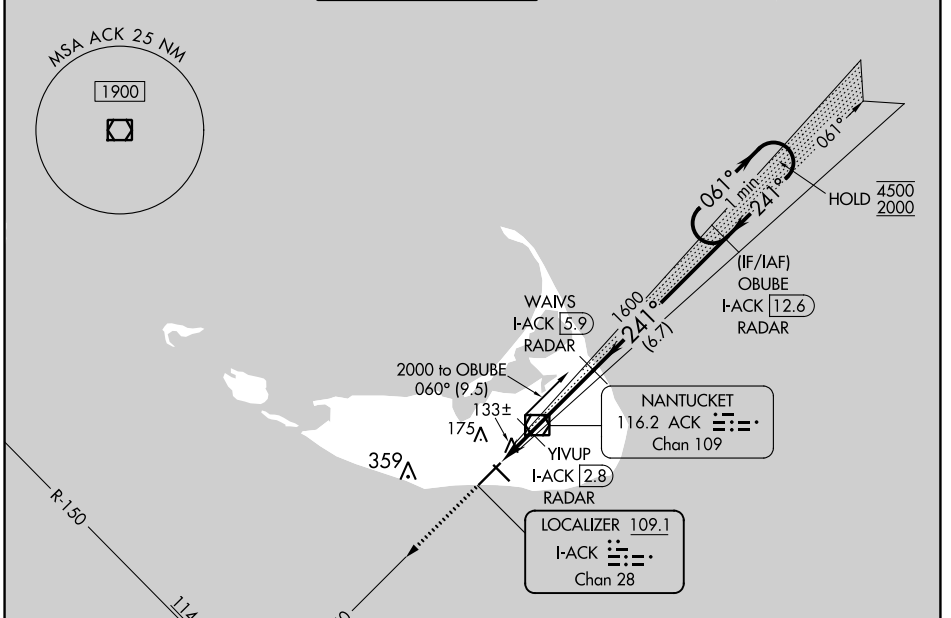 MSA ACK 25 NM
1900
061°
1 min
241°
061°
HOLD
4500
2000
(IF/IAF)
OBUBE
I-ACK 12.6
RADAR
WAIVS
I-ACK 5.9
RADAR
1600
241°
(6.7)
2000 to OBUBE
060° (9.5)
133±
175
359
NANTUCKET
116.2 ACK
Chan 109
YIVUP
I-ACK 2.8
RADAR
LOCALIZER 109.1
I-ACK
Chan 28
R-150